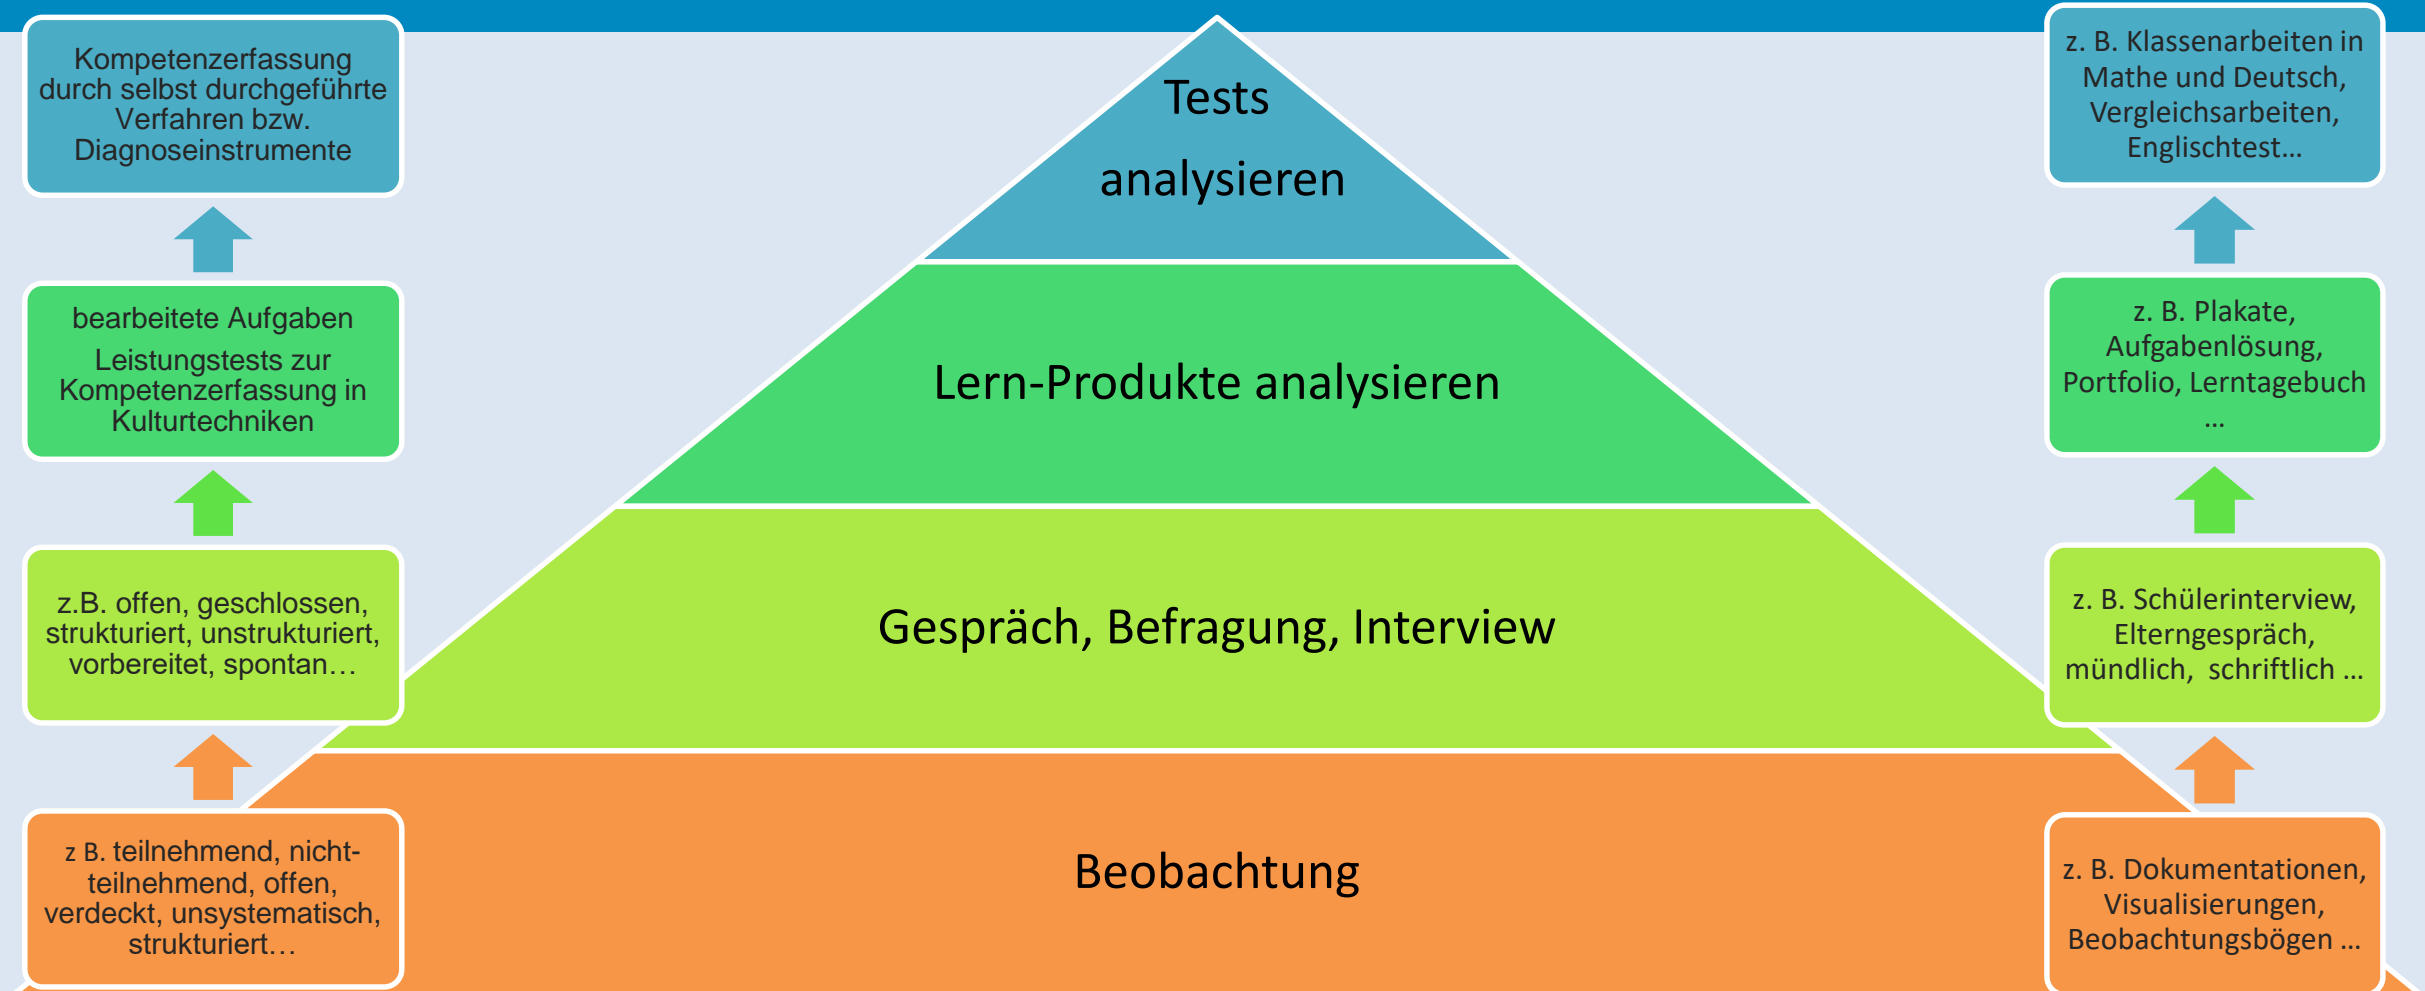 Kompetenzerfassung
durch selbst durchgeführte
Verfahren bzw.
Diagnoseinstrumente
Tests
analysieren
z. B. Klassenarbeiten in
Mathe und Deutsch,
Vergleichsarbeiten,
Englischtest…
bearbeitete Aufgaben
Leistungstests zur
Kompetenzerfassung in
Kulturtechniken
Lern-Produkte analysieren
z. B. Plakate,
Aufgabenlösung,
Portfolio, Lerntagebuch
…
z.B. offen, geschlossen,
strukturiert, unstrukturiert,
vorbereitet, spontan…
Gespräch, Befragung, Interview
z. B. Schülerinterview,
Elterngespräch,
mündlich, schriftlich …
z B. teilnehmend, nicht-
teilnehmend, offen,
verdeckt, unsystematisch,
strukturiert…
Beobachtung
z. B. Dokumentationen,
Visualisierungen,
Beobachtungsbögen …